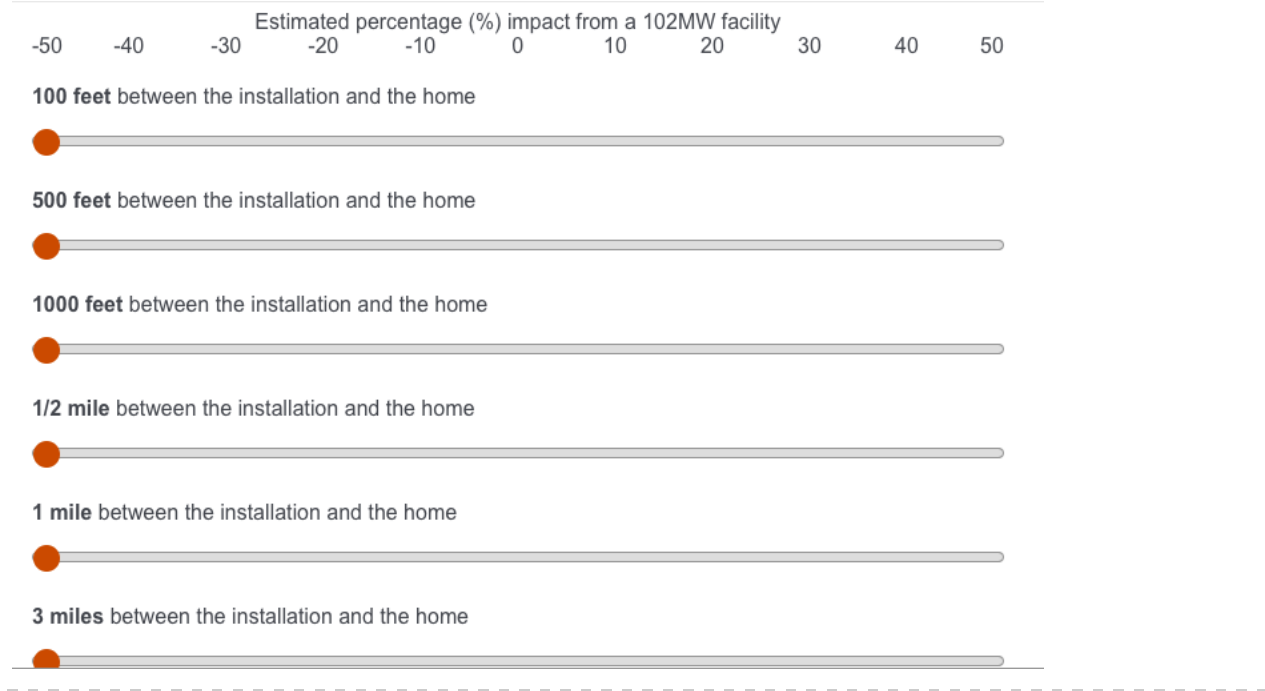 Estimated percentage (%) impact from a 102MW facility
-50 -40 -30 -20 -10 0 10 20 30 40 50
100 feet between the installation and the home
500 feet between the installation and the home
1000 feet between the installation and the home
1/2 mile between the installation and the home
1 mile between the installation and the home
3 miles between the installation and the home